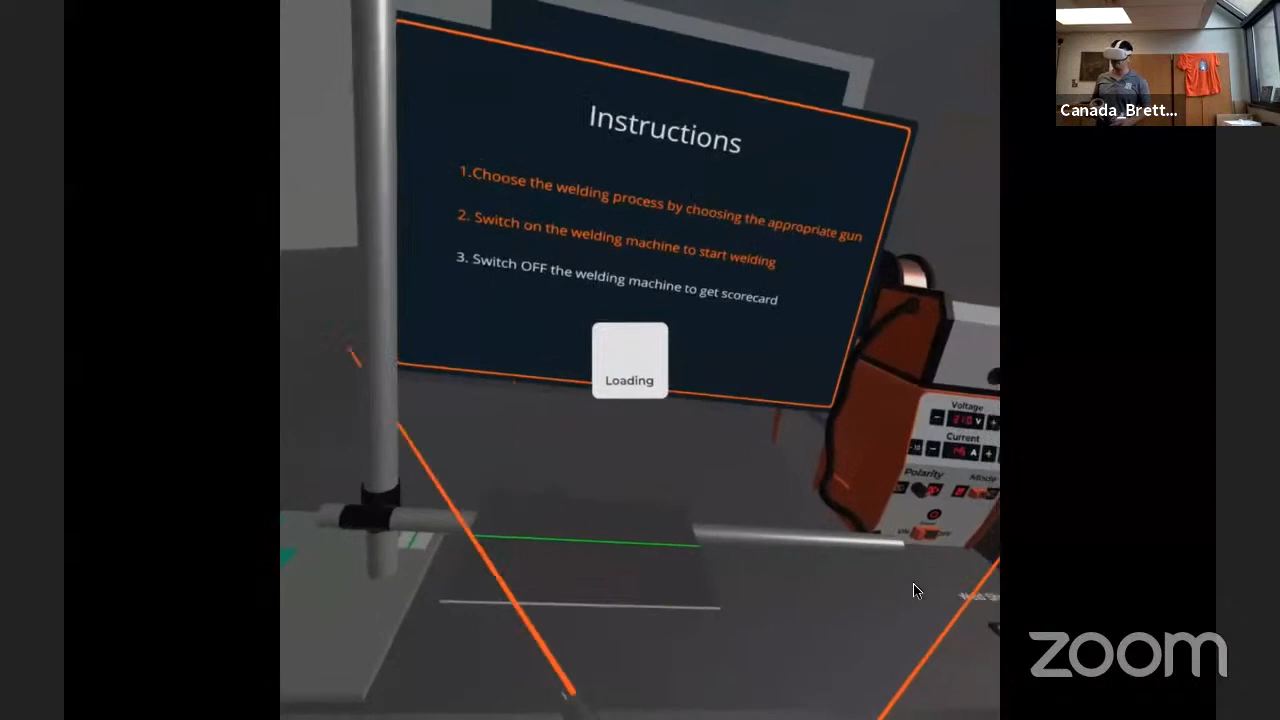 Instructions
1.Choose the welding process by choosing the appropriate gun
2. Switch on the welding machine to start welding
3. Switch OFF the welding machine to get scorecard
Loading
Voltage
Current
Polarity
Mode
Canada_Brett...
zoom